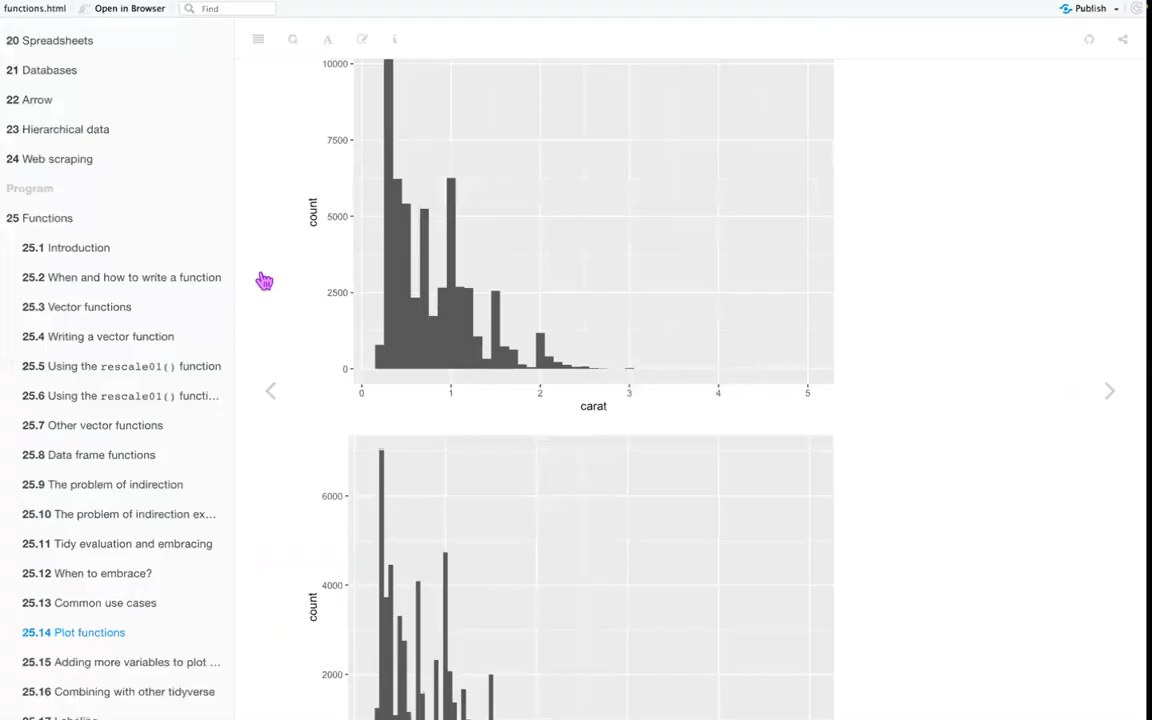 functions.html
Open in Browser
Find
Publish
20 Spreadsheets
21 Databases
22 Arrow
23 Hierarchical data
24 Web scraping
Program
25 Functions
25.1 Introduction
25.2 When and how to write a function
25.3 Vector functions
25.4 Writing a vector function
25.5 Using the rescale01() function
25.6 Using the rescale01() functi…
25.7 Other vector functions
25.8 Data frame functions
25.9 The problem of indirection
25.10 The problem of indirection ex…
25.11 Tidy evaluation and embracing
25.12 When to embrace?
25.13 Common use cases
25.14 Plot functions
25.15 Adding more variables to plot …
25.16 Combining with other tidyverse
25.17 Labeling
A
i
10000
7500
5000
2500
0
count
0 1 2 3 4 5
carat
6000
4000
2000
count